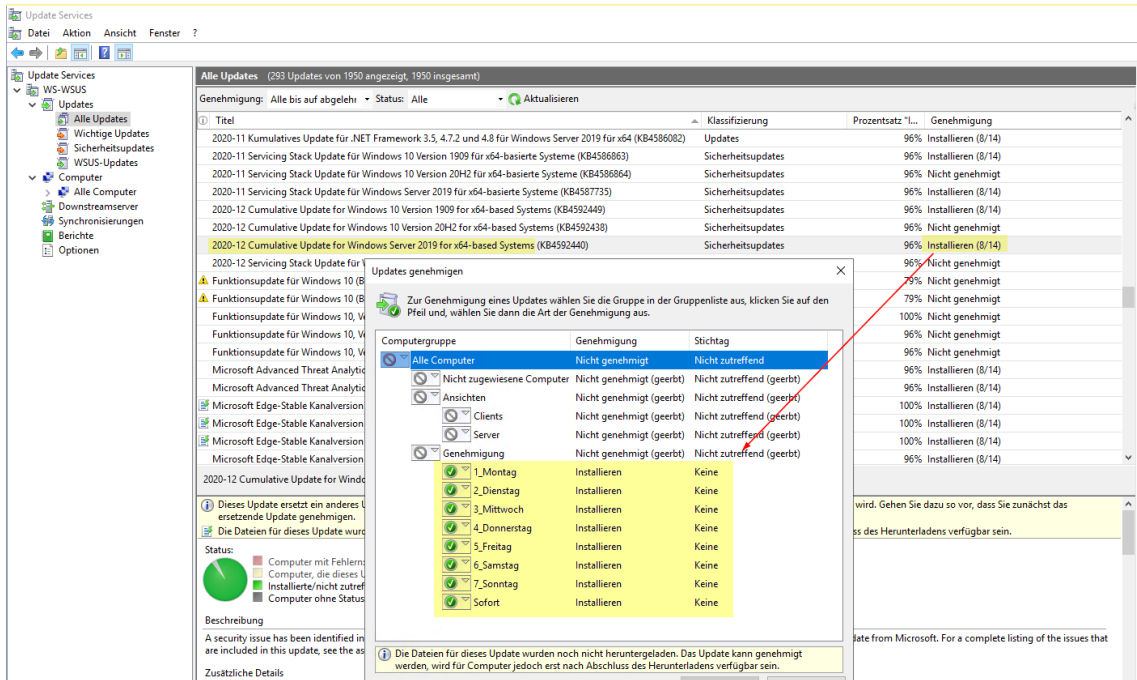 Update Services
Datei Aktion Ansicht Fenster ?
Update Services
WS-WSUS
Updates
Alle Updates
Wichtige Updates
Sicherheitsupdates
WSUS-Updates
Computer
Alle Computer
Downstreamserver
Synchronisierungen
Berichte
Optionen
Alle Updates (293 Updates von 1950 angezeigt, 1950 insgesamt)
Genehmigung: Alle bis auf abgelehn Status: Alle Aktualisieren
Titel Klassifizierung Prozentsatz "I... Genehmigung
2020-11 Kumulatives Update für .NET Framework 3.5, 4.7.2 und 4.8 für Windows Server 2019 für x64 (KB4586082) Updates 96% Installieren (8/14)
2020-11 Servicing Stack Update für Windows 10 Version 1909 für x64-basierte Systeme (KB4586863) Sicherheitsupdates 96% Installieren (8/14)
2020-11 Servicing Stack Update für Windows 10 Version 20H2 für x64-basierte Systeme (KB4586864) Sicherheitsupdates 96% Nicht genehmigt
2020-11 Servicing Stack Update für Windows Server 2019 für x64-basierte Systeme (KB4587735) Sicherheitsupdates 96% Installieren (8/14)
2020-12 Cumulative Update for Windows 10 Version 1909 for x64-based Systems (KB4592449) Sicherheitsupdates 96% Installieren (8/14)
2020-12 Cumulative Update for Windows 10 Version 20H2 for x64-based Systems (KB4592438) Sicherheitsupdates 96% Nicht genehmigt
2020-12 Cumulative Update for Windows Server 2019 for x64-based Systems (KB4592440) Sicherheitsupdates 96% Installieren (8/14)
2020-12 Servicing Stack Update für 96% Nicht genehmigt
Funktionsupdate für Windows 10 (B 79% Nicht genehmigt
Funktionsupdate für Windows 10 (B 79% Nicht genehmigt
Funktionsupdate für Windows 10, V 100% Nicht genehmigt
Funktionsupdate für Windows 10, V 96% Nicht genehmigt
Funktionsupdate für Windows 10, V 96% Nicht genehmigt
Microsoft Advanced Threat Analytic 96% Installieren (8/14)
Microsoft Advanced Threat Analytic 96% Installieren (8/14)
Microsoft Edge-Stable Kanalversion 100% Installieren (8/14)
Microsoft Edge-Stable Kanalversion 100% Installieren (8/14)
Microsoft Edge-Stable Kanalversion 100% Installieren (8/14)
Microsoft Edge-Stable Kanalversion 96% Installieren (8/14)
2020-12 Cumulative Update for Windo
Dieses Update ersetzt ein anderes wird. Gehen Sie dazu so vor, dass Sie zunächst das
ersetzende Update genehmigen.
Die Dateien für dieses Update wurd ss des Herunterladens verfügbar sein.
Status:
Computer mit Fehlern:
Computer, die dieses
Installierte/nicht zutref
Computer ohne Status
Beschreibung
A security issue has been identified in date from Microsoft. For a complete listing of the issues that
are included in this update, see the as
Zusätzliche Details
Updates genehmigen
Zur Genehmigung eines Updates wählen Sie die Gruppe in der Gruppenliste aus, klicken Sie auf den
Pfeil und, wählen Sie dann die Art der Genehmigung aus.
Computergruppe Genehmigung Stichtag
Alle Computer Nicht genehmigt Nicht zutreffend
Nicht zugewiesene Computer Nicht genehmigt (geerbt) Nicht zutreffend (geerbt)
Ansichten Nicht genehmigt (geerbt) Nicht zutreffend (geerbt)
Clients Nicht genehmigt (geerbt) Nicht zutreffend (geerbt)
Server Nicht genehmigt (geerbt) Nicht zutreffend (geerbt)
Genehmigung Nicht genehmigt (geerbt) Nicht zutreffend (geerbt)
1_Montag Installieren Keine
2_Dienstag Installieren Keine
3_Mittwoch Installieren Keine
4_Donnerstag Installieren Keine
5_Freitag Installieren Keine
6_Samstag Installieren Keine
7_Sonntag Installieren Keine
Sofort Installieren Keine
Die Dateien für dieses Update wurden noch nicht heruntergeladen. Das Update kann genehmigt
werden, wird für Computer jedoch erst nach Abschluss des Herunterladens verfügbar sein.